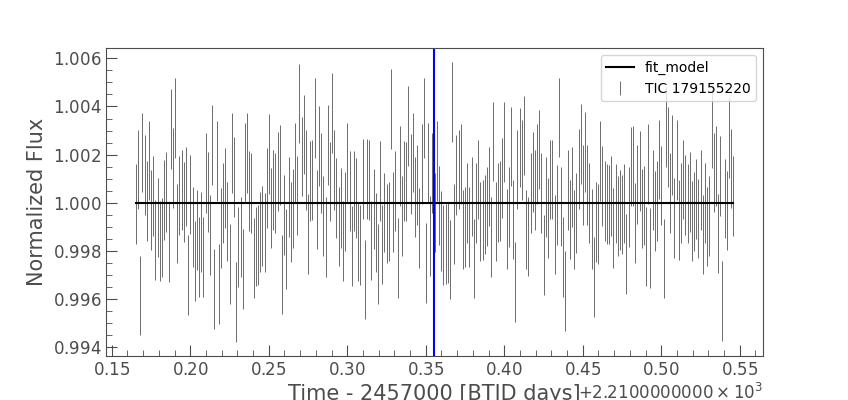 1.006
1.004
1.002
1.000
0.998
0.996
0.994
Normalized Flux
fit_model
TIC 179155220
0.15 0.20 0.25 0.30 0.35 0.40 0.45 0.50 0.55
Time - 2457000 [BTJD days] +2.2100000000 × 10³